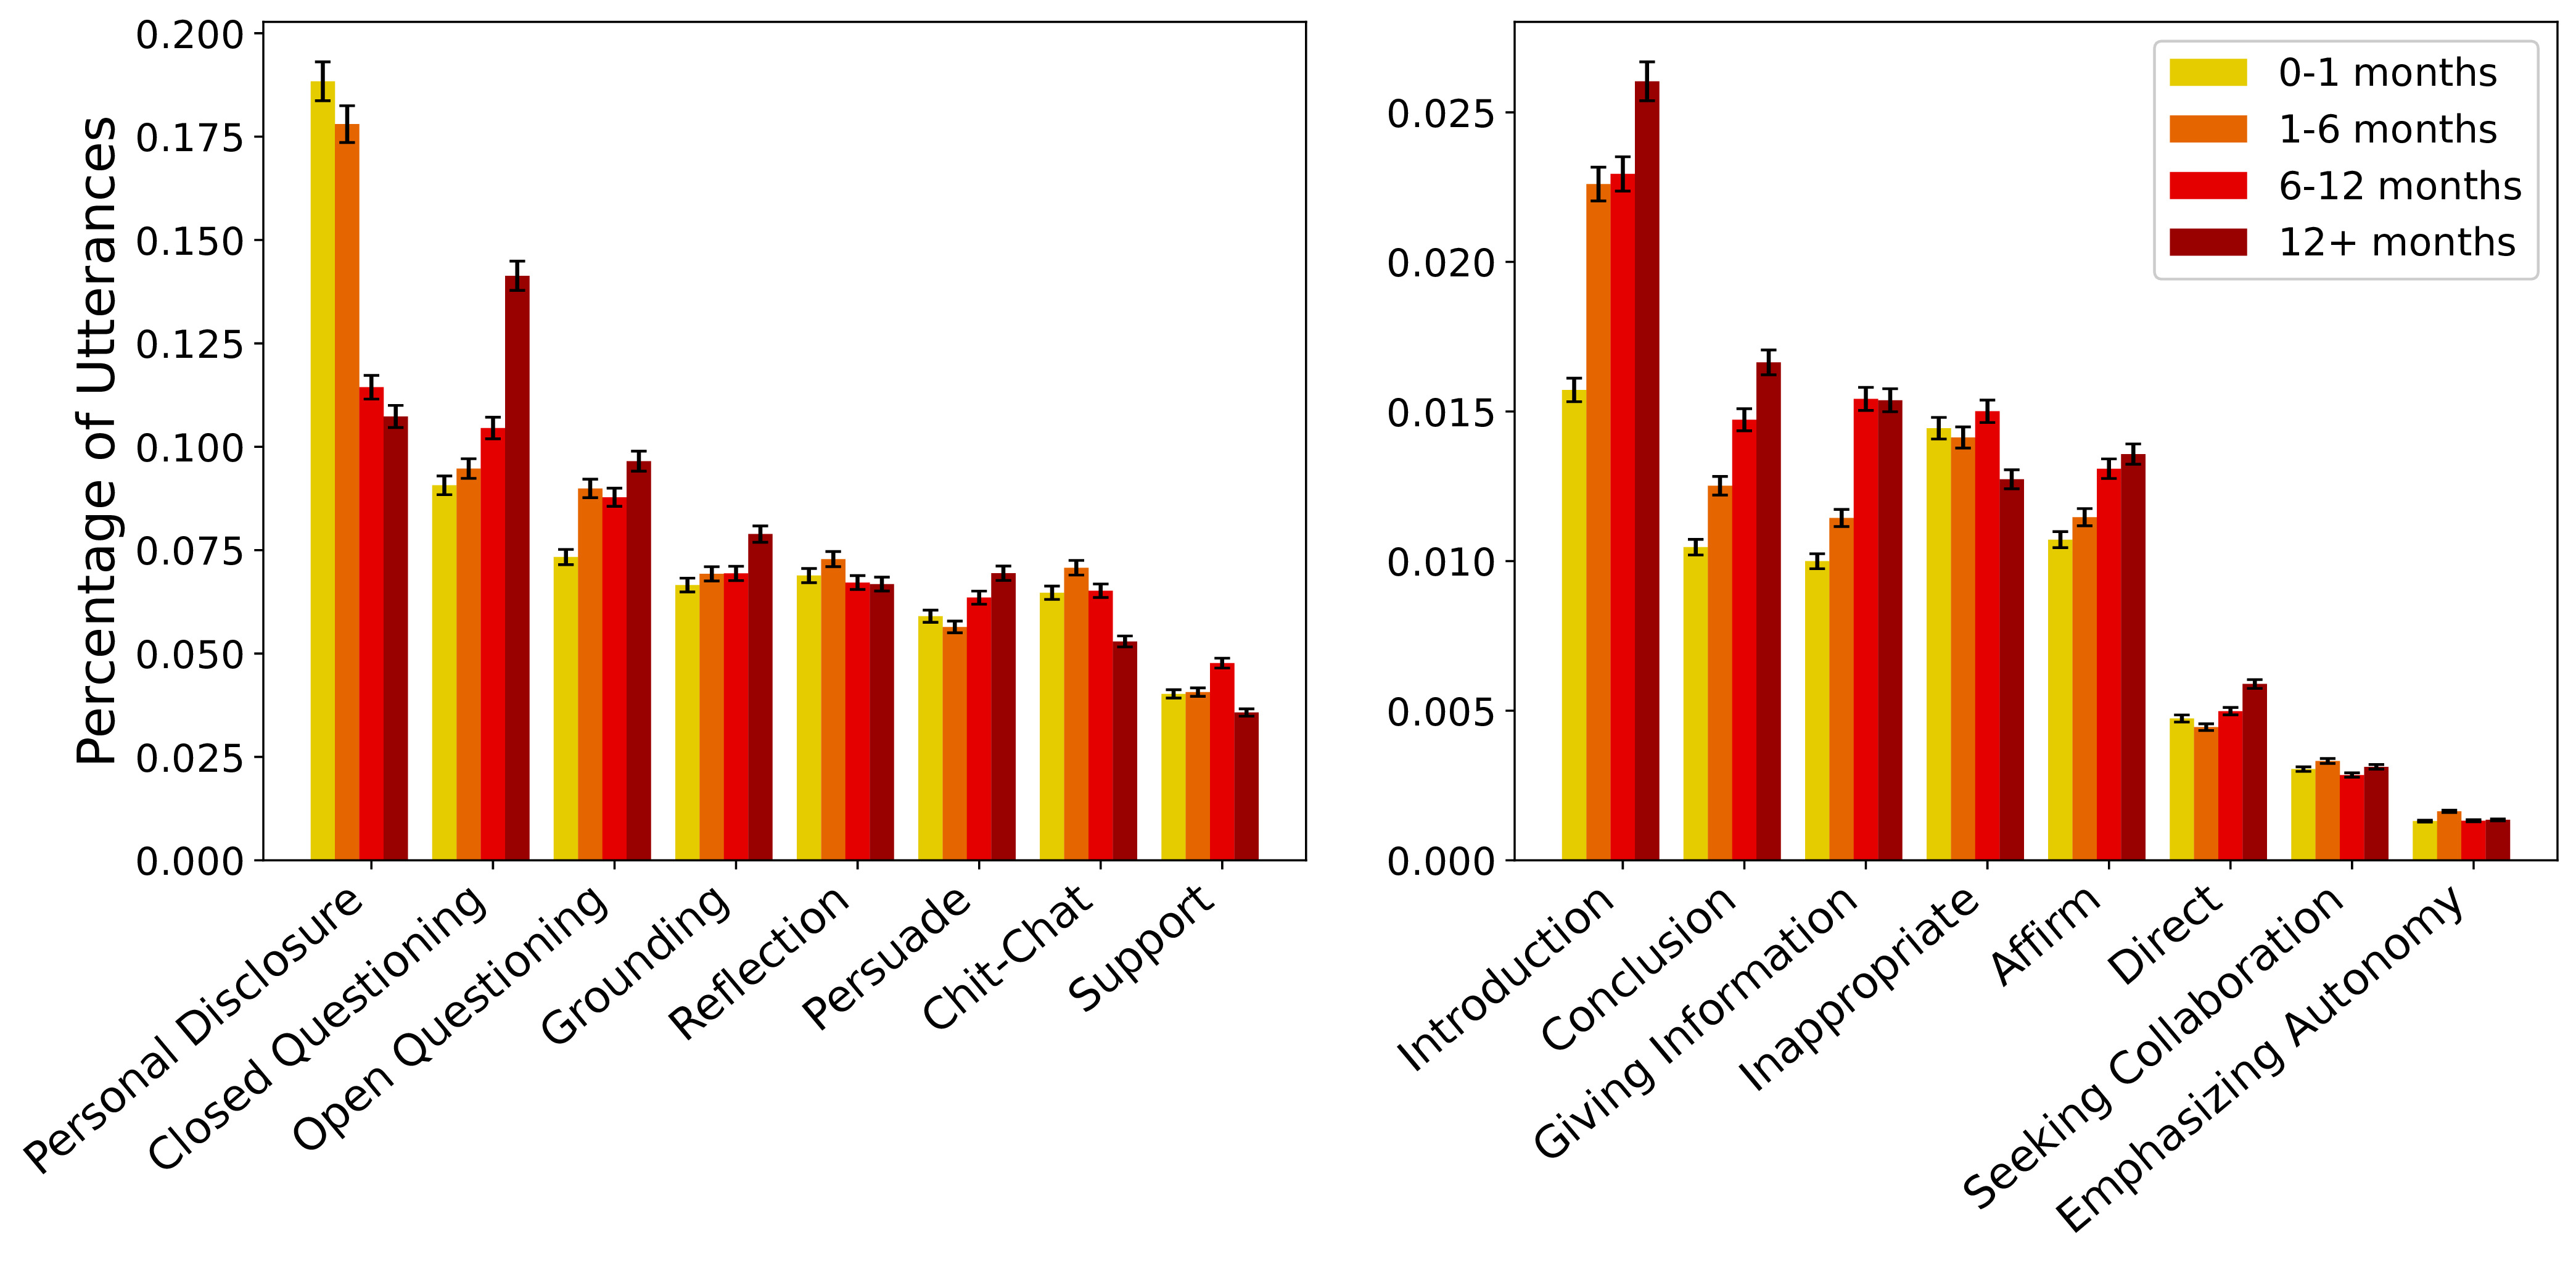 Percentage of Utterances
0.200
0.175
0.150
0.125
0.100
0.075
0.050
0.025
0.000
Personal Disclosure
Closed Questioning
Open Questioning
Grounding
Reflection
Persuade
Chit-Chat
Support
0.025
0.020
0.015
0.010
0.005
0.000
Introduction
Conclusion
Giving Information
Inappropriate
Affirm
Direct
Seeking Collaboration
Emphasizing Autonomy
0-1 months
1-6 months
6-12 months
12+ months